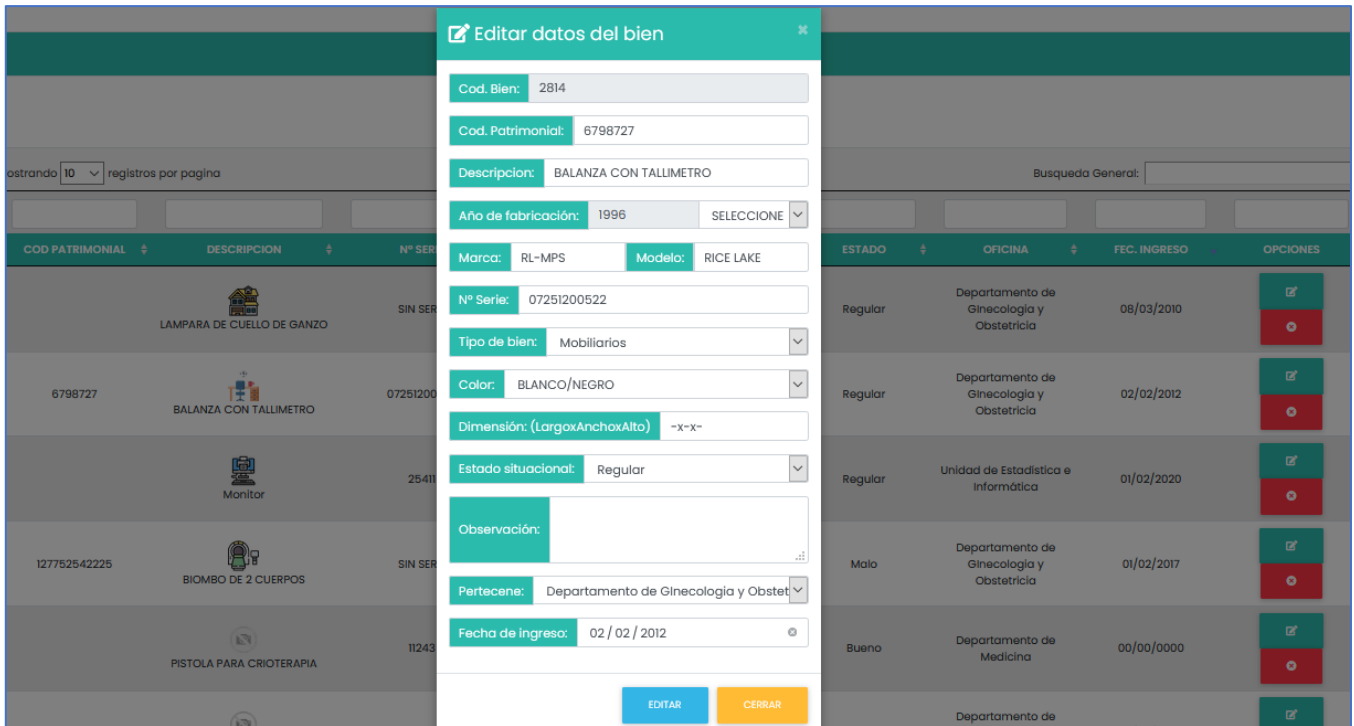 Editar datos del bien
Cod. Bien: 2814
Cod. Patrimonial: 6798727
Descripcion: BALANZA CON TALLIMETRO
Año de fabricación: 1996 SELECCIONE
Marca: RL-MPS Modelo: RICE LAKE
Nº Serie: 07251200522
Tipo de bien: Mobiliarios
Color: BLANCO/NEGRO
Dimensión: (LargoxAnchoxAlto) -x-x-
Estado situacional: Regular
Observación:
Pertecene: Departamento de GInecologia y Obstet
Fecha de ingreso: 02 / 02 / 2012
EDITAR CERRAR
ostrando 10 registros por pagina
Busqueda General:
COD PATRIMONIAL DESCRIPCION Nº SERI ESTADO OFICINA FEC. INGRESO OPCIONES
LAMPARA DE CUELLO DE GANZO SIN SER Regular
Departamento de
GInecologia y
Obstetricia
08/03/2010
6798727 BALANZA CON TALLIMETRO 07251200 Regular
Departamento de
GInecologia y
Obstetricia
02/02/2012
Monitor 25411 Regular
Unidad de Estadistica e
Informática
01/02/2020
127752542225 BIOMBO DE 2 CUERPOS SIN SER Malo
Departamento de
GInecologia y
Obstetricia
01/02/2017
PISTOLA PARA CRIOTERAPIA 11243 Bueno
Departamento de
Medicina
00/00/0000
Departamento de